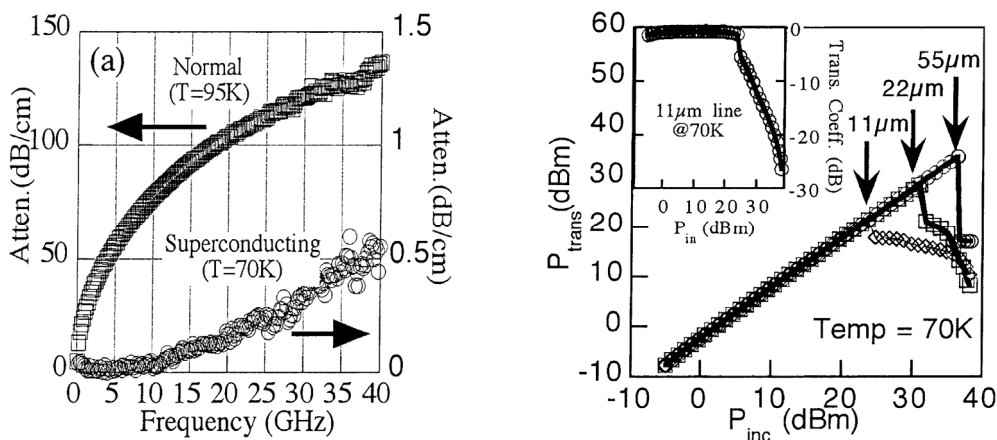 150
100
50
0
Atten.(dB/cm)
(a)
Normal
(T=95K)
Superconducting
(T=70K)
1.5
1
0.5
0
Atten.(dB/cm)
0 5 10 15 20 25 30 35 40
Frequency (GHz)
60
50
60
30
20
10
0
-10
P_trans (dBm)
0
-10
-20
-30
Trans.
Coeff. (dB)
11μm line
@70K
0 10 20 30
P_in (dBm)
55μm
22μm
11μm
Temp = 70K
-10 0 10 20 30 40
P_inc (dBm)